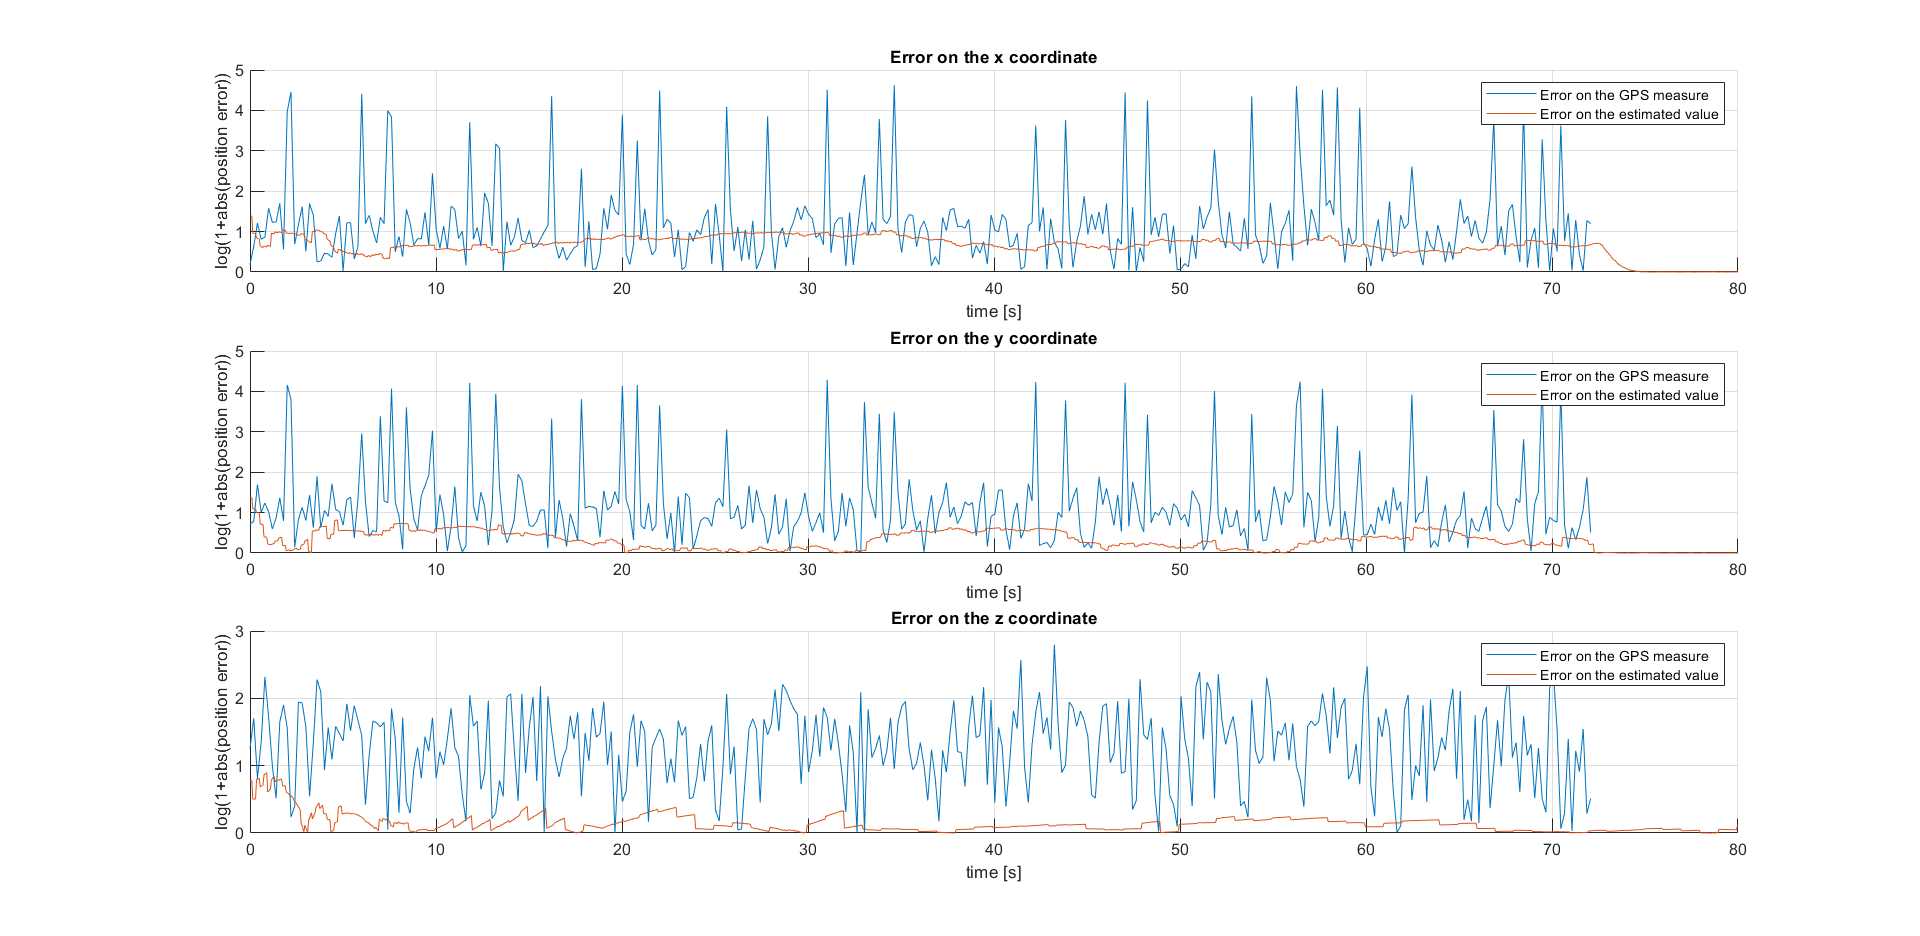 Error on the x coordinate
log(1+abs(position error))
5
4
3
2
1
0
Error on the GPS measure
Error on the estimated value
0 10 20 30 40 50 60 70 80
time [s]
Error on the y coordinate
log(1+abs(position error))
5
4
3
2
1
0
Error on the GPS measure
Error on the estimated value
0 10 20 30 40 50 60 70 80
time [s]
Error on the z coordinate
log(1+abs(position error))
3
2
1
0
Error on the GPS measure
Error on the estimated value
0 10 20 30 40 50 60 70 80
time [s]